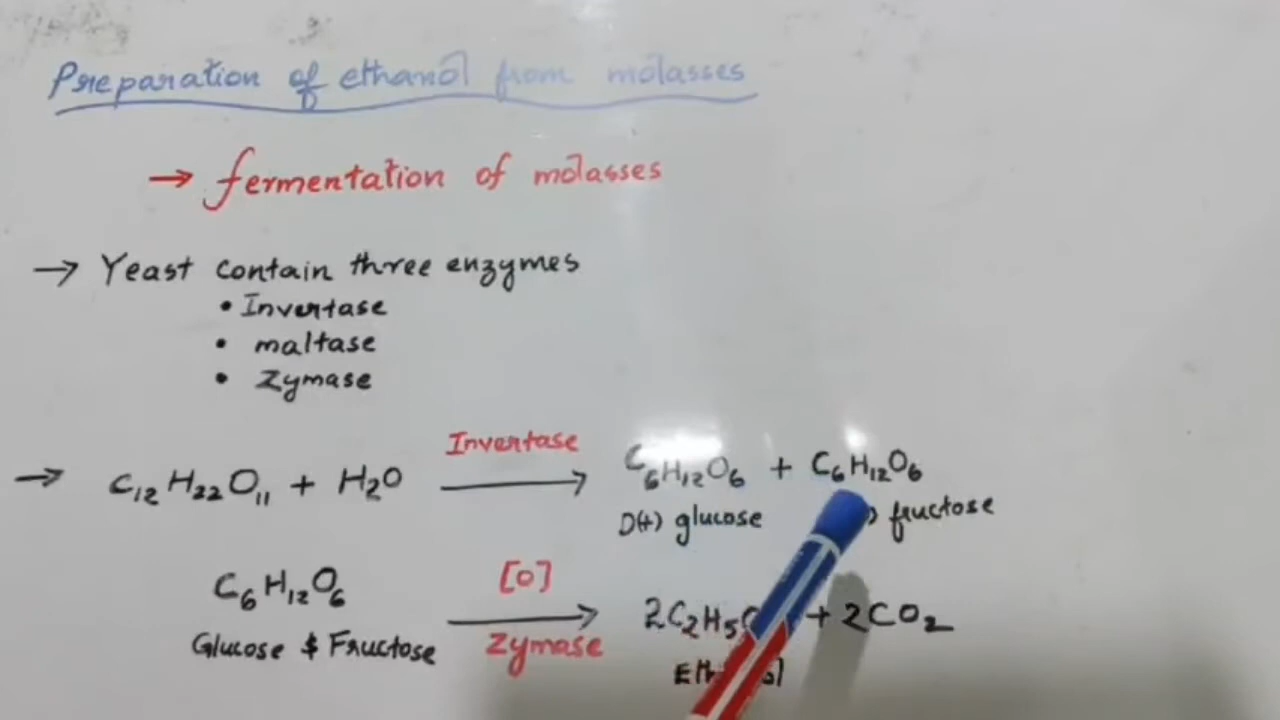 Preparation of ethanol from molasses
→ fermentation of molasses
→ Yeast contain three enzymes
• Invertase
• maltase
• Zymase
Invertase
→ C₁₂H₂₂O₁₁ + H₂O ⟶ C₆H₁₂O₆ + C₆H₁₂O₆
D(+) glucose fructose
[O]
C₆H₁₂O₆ ⟶ 2C₂H₅ + 2CO₂
Glucose & Fructose Zymase